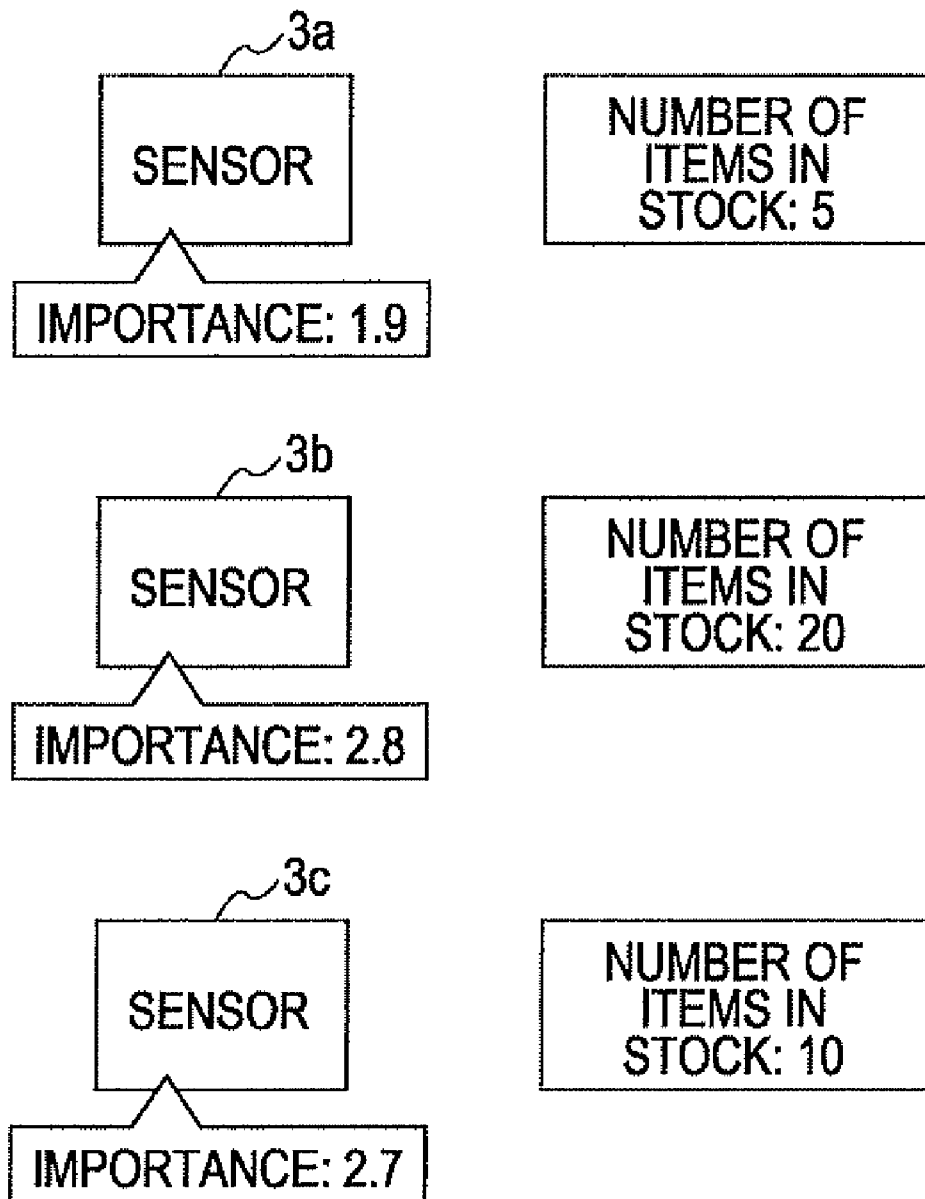 3a
SENSOR
IMPORTANCE: 1.9
NUMBER OF
ITEMS IN
STOCK: 5
3b
SENSOR
IMPORTANCE: 2.8
NUMBER OF
ITEMS IN
STOCK: 20
3c
SENSOR
IMPORTANCE: 2.7
NUMBER OF
ITEMS IN
STOCK: 10